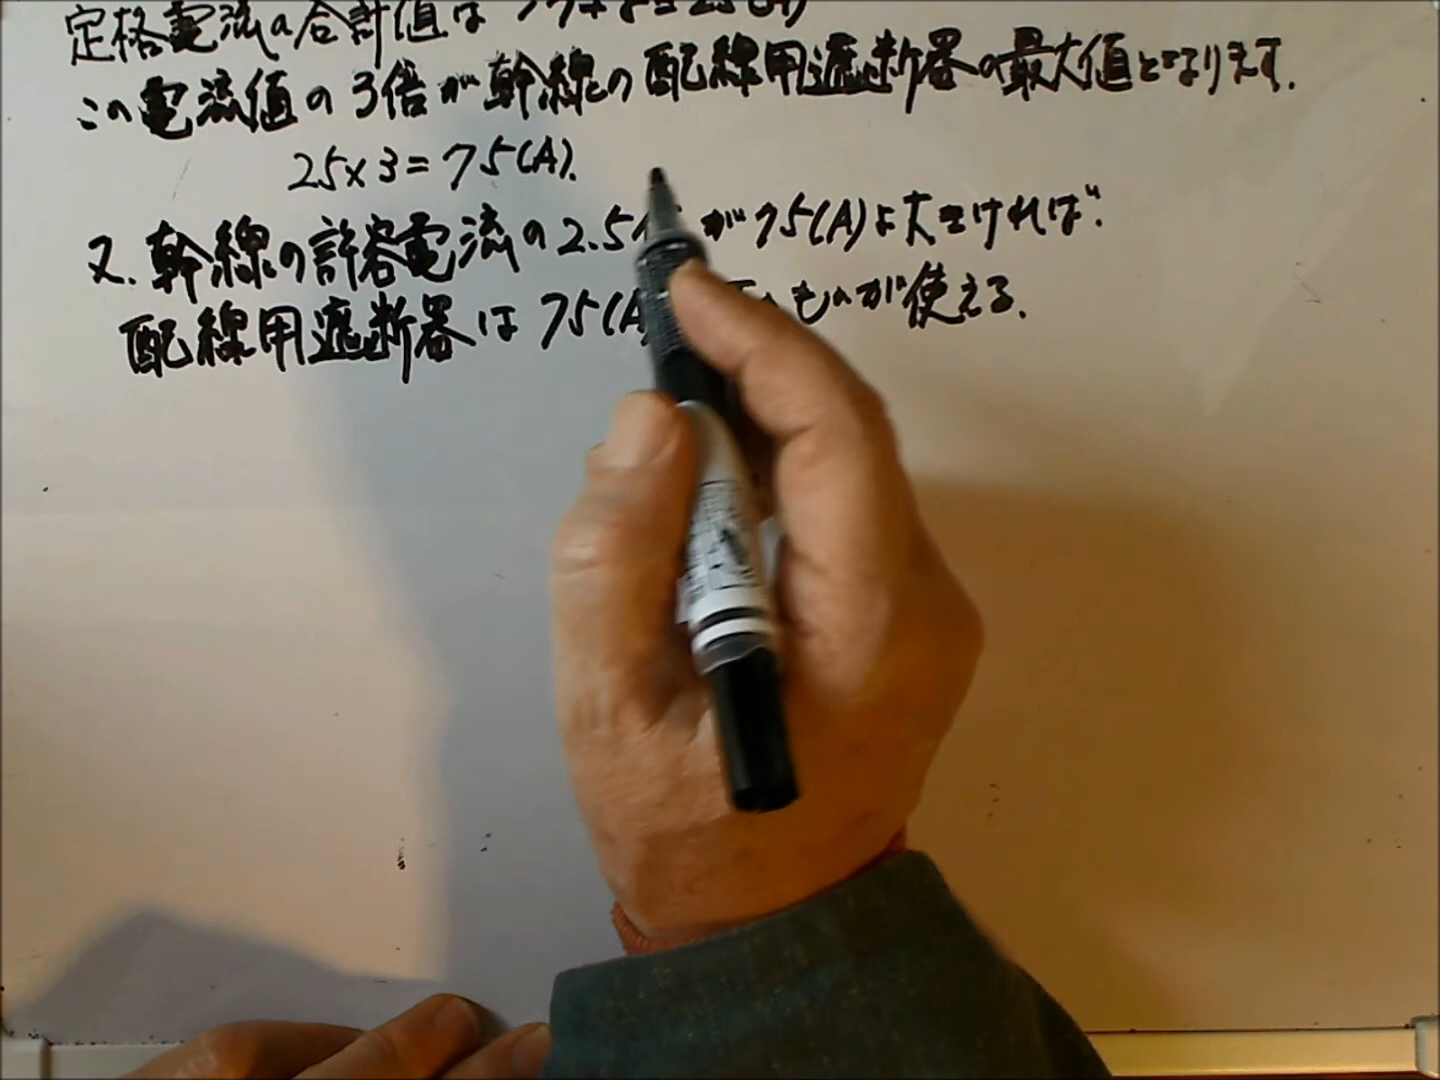 定格電流の合計値は 17+8=25(A)
この電流値の3倍が幹線の配線用遮断器の最大値となります.
25×3=75(A).
又.幹線の許容電流の2.5 が75(A)より大きければ.
配線用遮断器は75(A ものが使える.